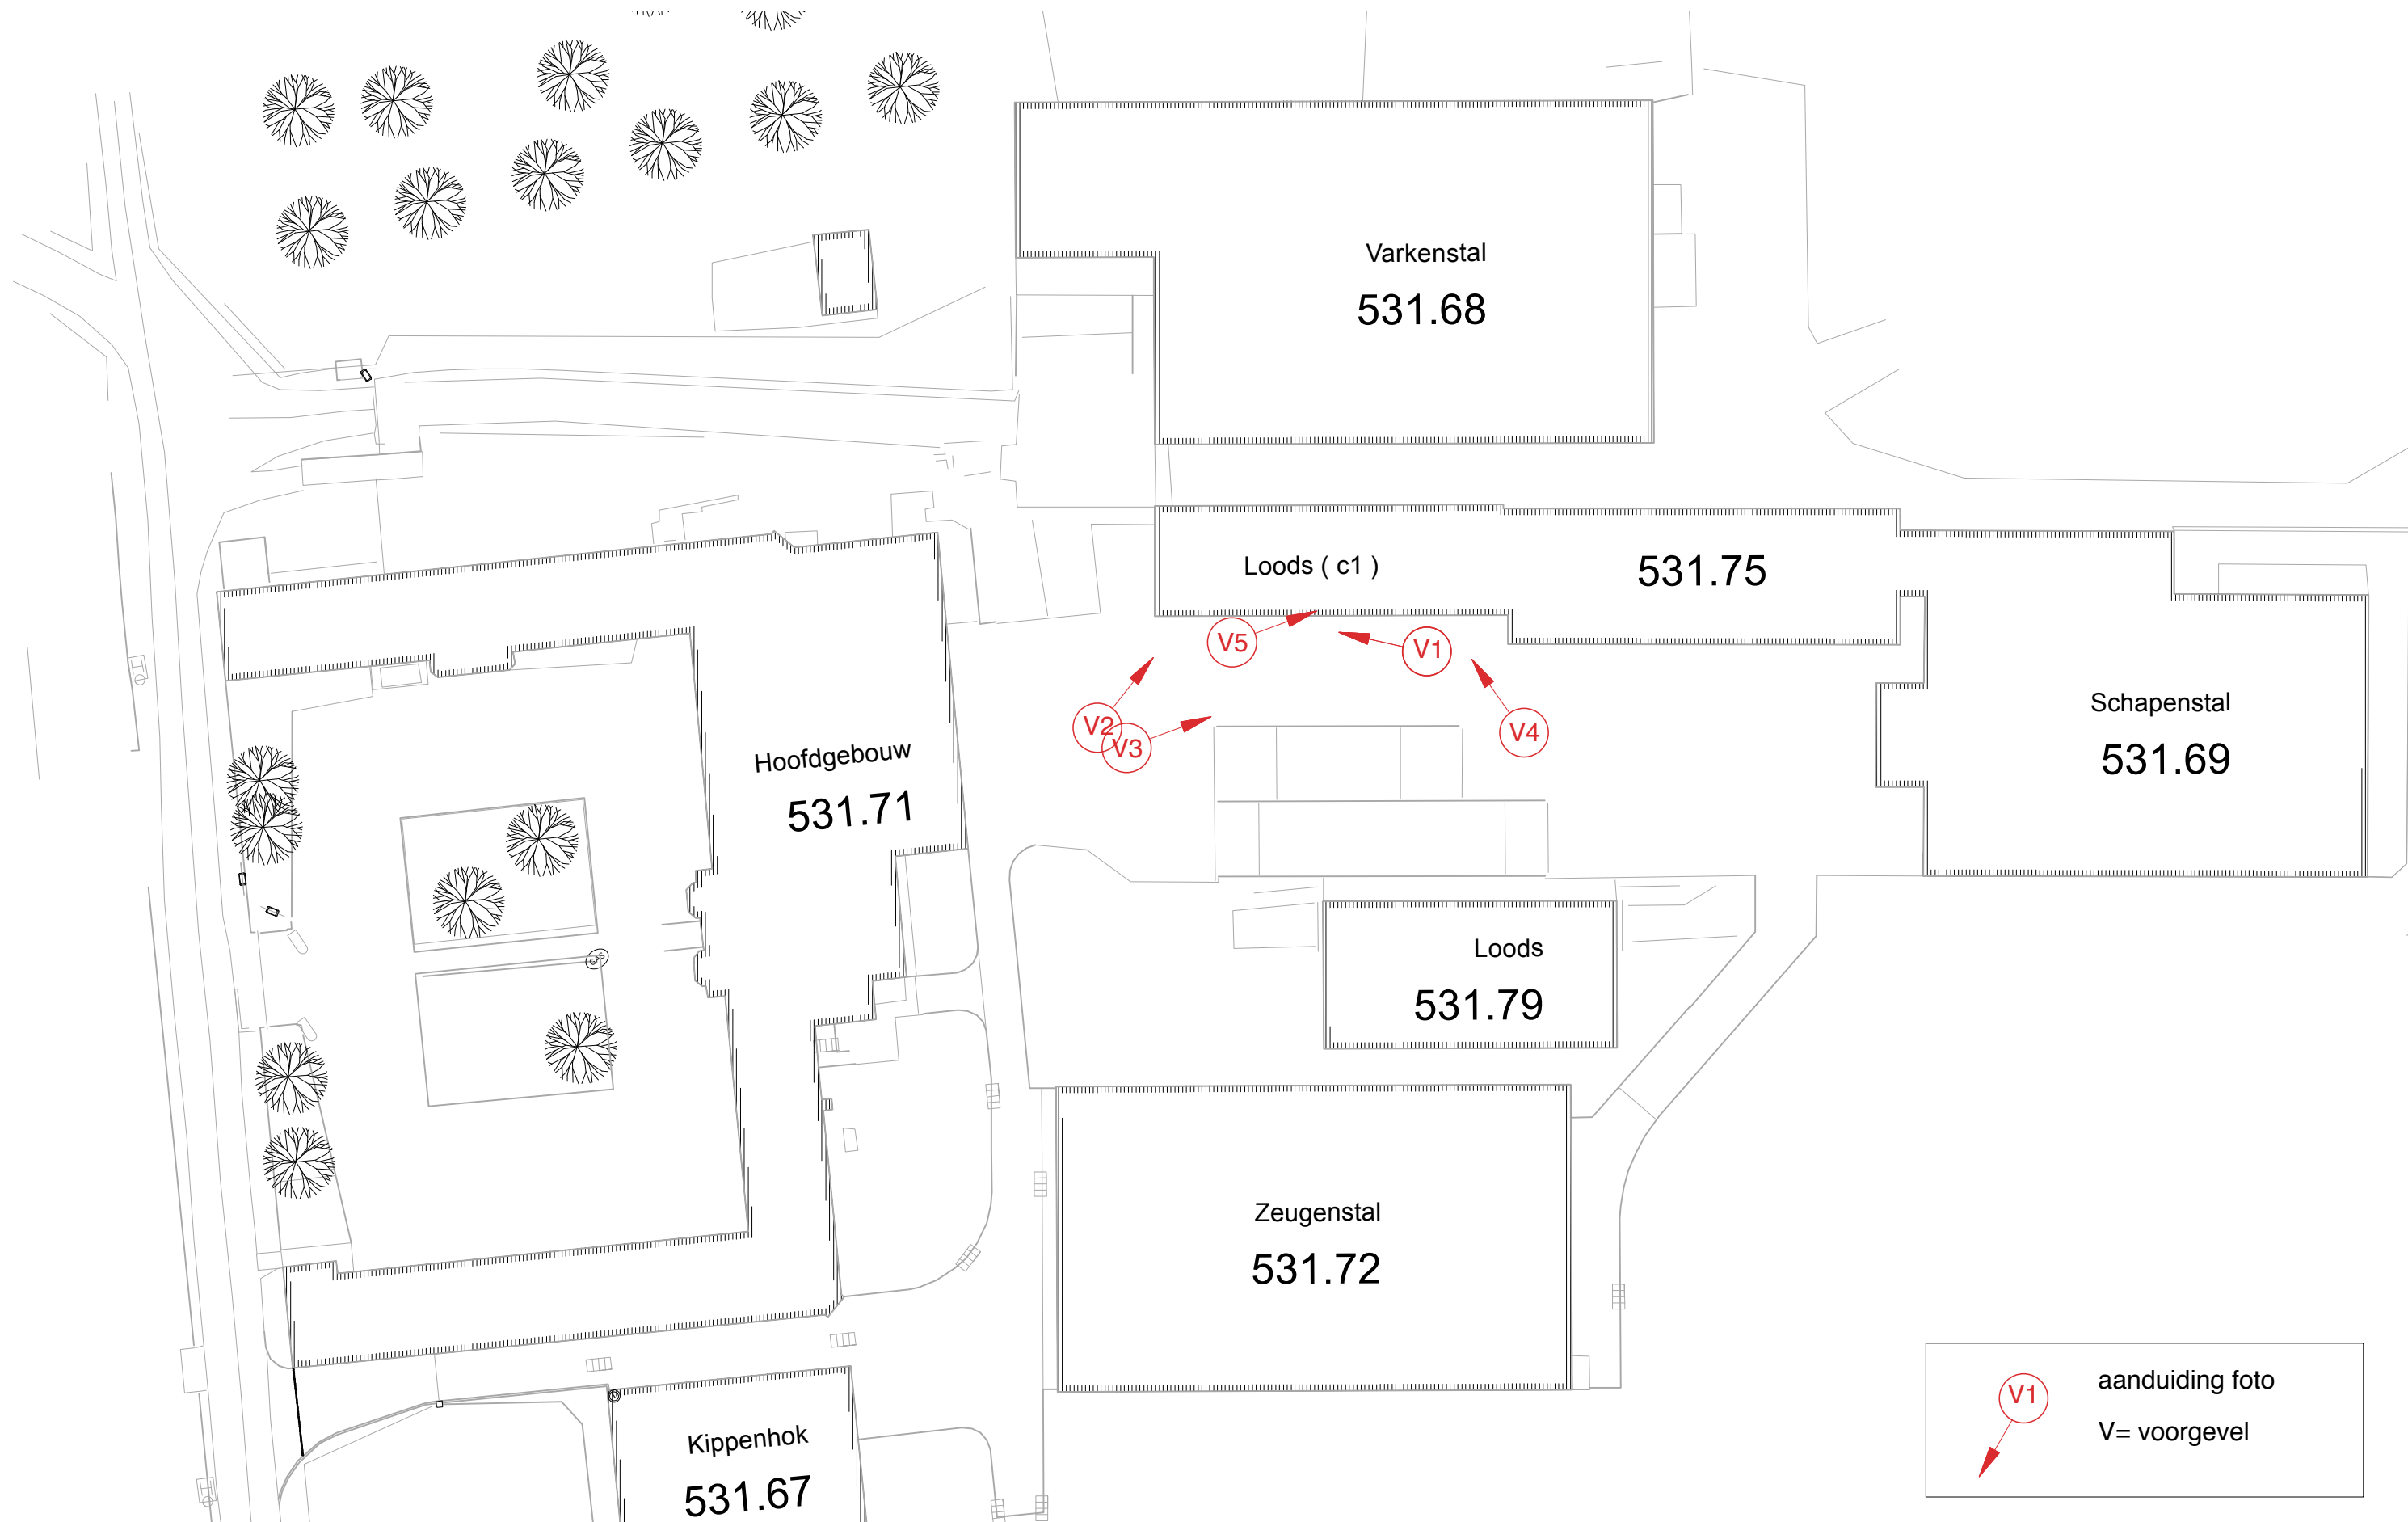 Varkenstal
531.68
Loods ( c1 )
531.75
V5
V1
V2
V3
V4
Schapenstal
531.69
Hoofdgebouw
531.71
Loods
531.79
Zeugenstal
531.72
Kippenhok
531.67
V1
aanduiding foto
V= voorgevel